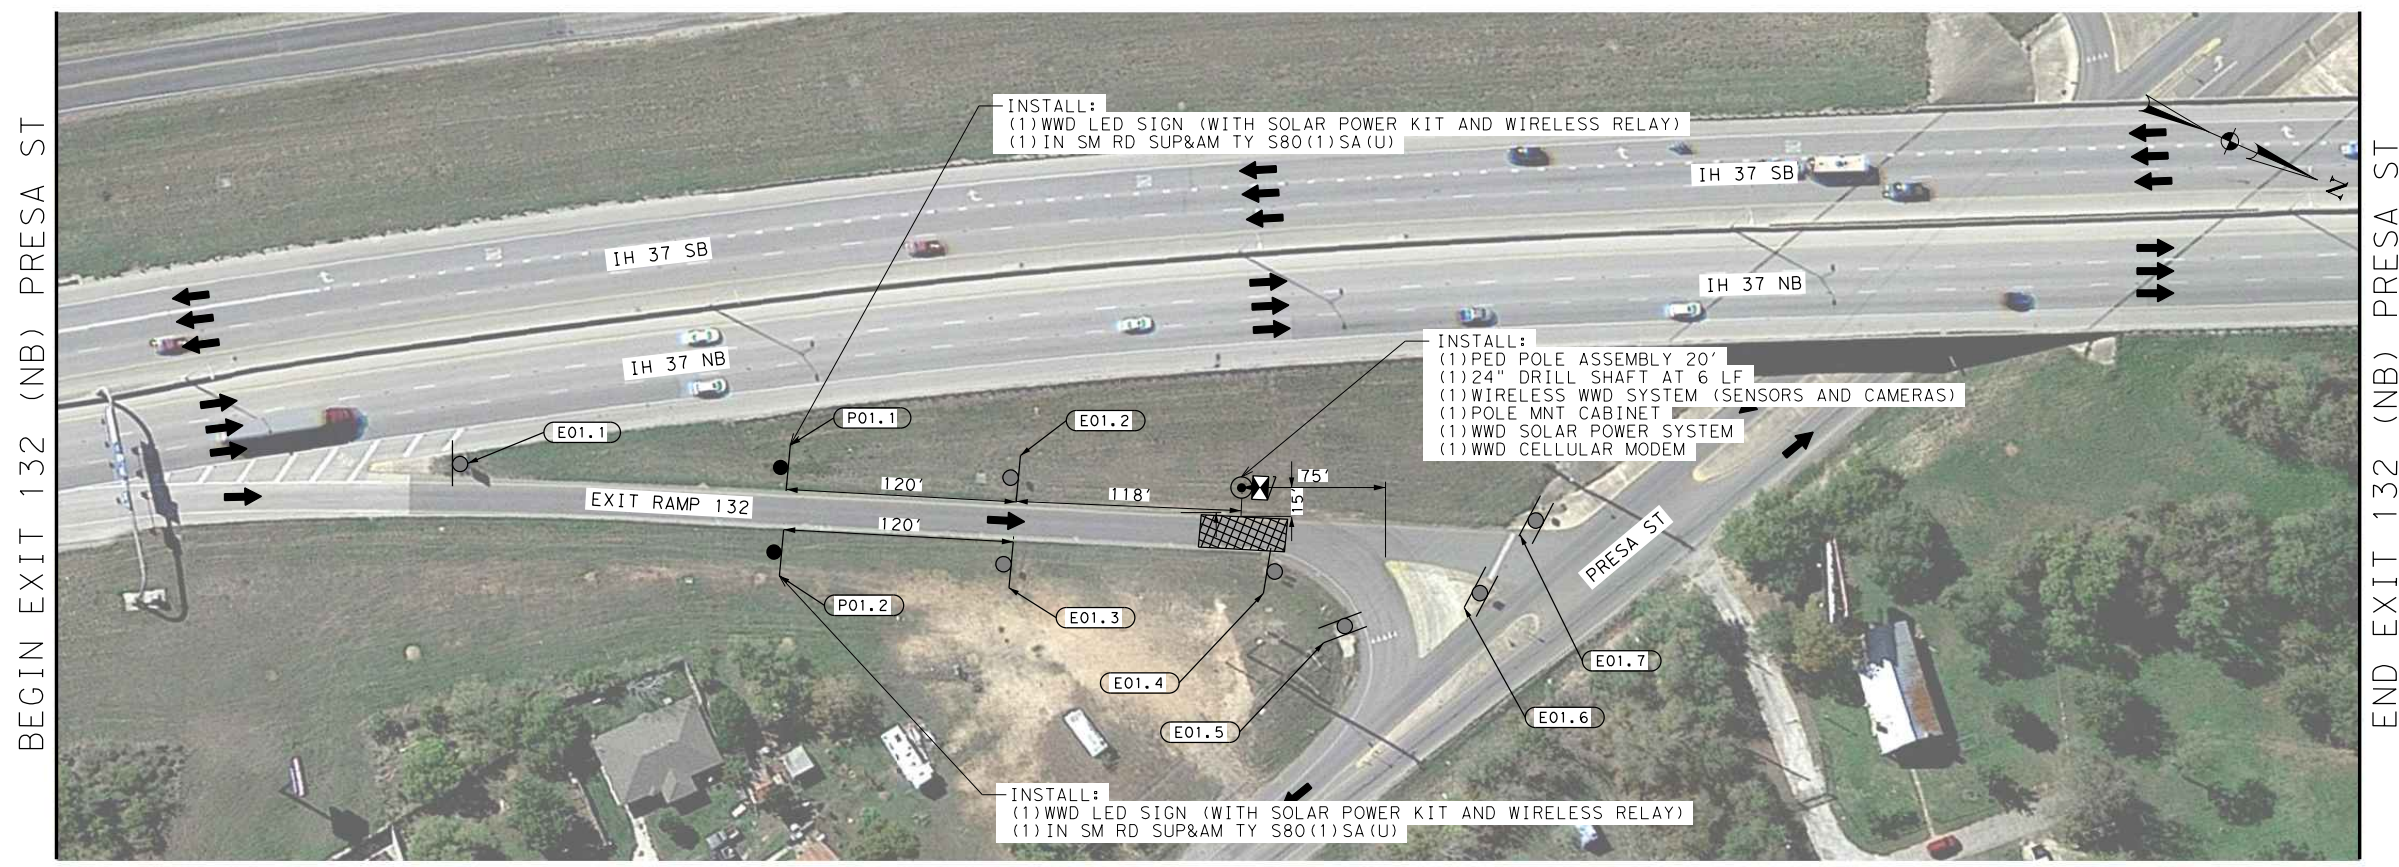 BEGIN EXIT 132 (NB) PRESA ST
INSTALL:
(1)WWD LED SIGN (WITH SOLAR POWER KIT AND WIRELESS RELAY)
(1)IN SM RD SUP&AM TY S80(1)SA(U)
IH 37 SB
N
IH 37 SB
IH 37 NB
IH 37 NB
INSTALL:
(1)PED POLE ASSEMBLY 20'
(1)24" DRILL SHAFT AT 6 LF
(1)WIRELESS WWD SYSTEM (SENSORS AND CAMERAS)
(1)POLE MNT CABINET
(1)WWD SOLAR POWER SYSTEM
(1)WWD CELLULAR MODEM
E01.1
P01.1
E01.2
EXIT RAMP 132
120'
118'
75'
15'
120'
PRESA ST
P01.2
E01.3
E01.4
E01.5
E01.7
E01.6
INSTALL:
(1)WWD LED SIGN (WITH SOLAR POWER KIT AND WIRELESS RELAY)
(1)IN SM RD SUP&AM TY S80(1)SA(U)
END EXIT 132 (NB) PRESA ST